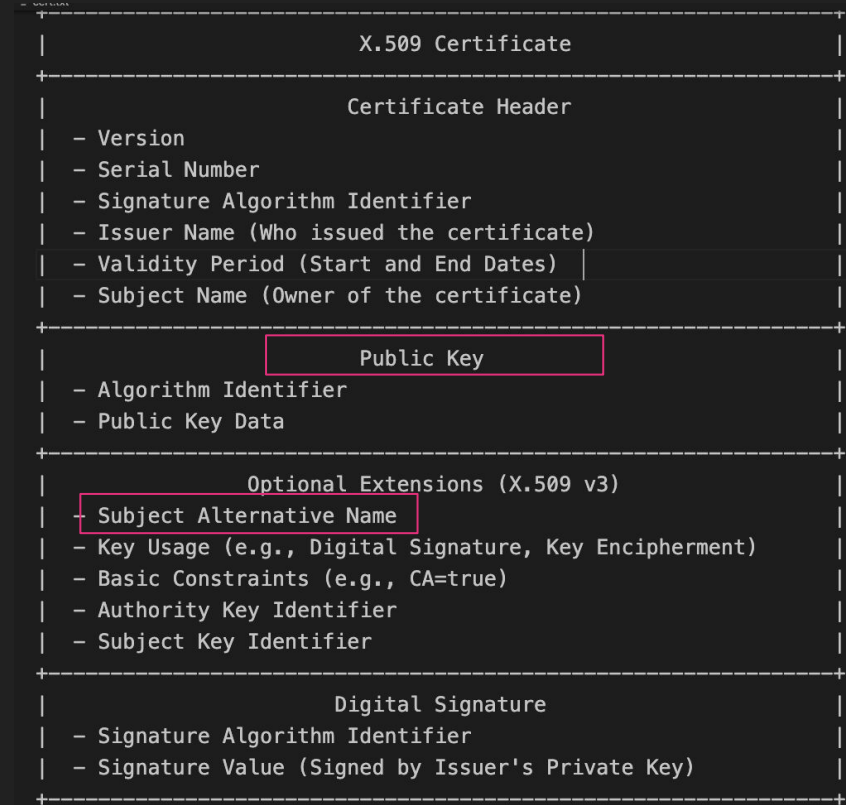 X.509 Certificate
Certificate Header
- Version
- Serial Number
- Signature Algorithm Identifier
- Issuer Name (Who issued the certificate)
- Validity Period (Start and End Dates)
- Subject Name (Owner of the certificate)
Public Key
- Algorithm Identifier
- Public Key Data
Optional Extensions (X.509 v3)
- Subject Alternative Name
- Key Usage (e.g., Digital Signature, Key Encipherment)
- Basic Constraints (e.g., CA=true)
- Authority Key Identifier
- Subject Key Identifier
Digital Signature
- Signature Algorithm Identifier
- Signature Value (Signed by Issuer's Private Key)